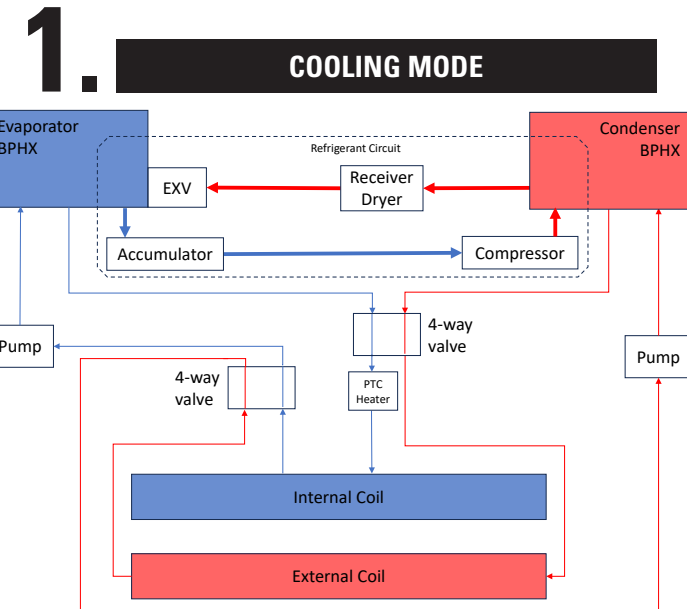 1.
COOLING MODE
Evaporator
BPHX
Refrigerant Circuit
Condenser
BPHX
EXV
Receiver
Dryer
Accumulator
Compressor
4-way
valve
Pump
Pump
4-way
valve
PTC
Heater
Internal Coil
External Coil